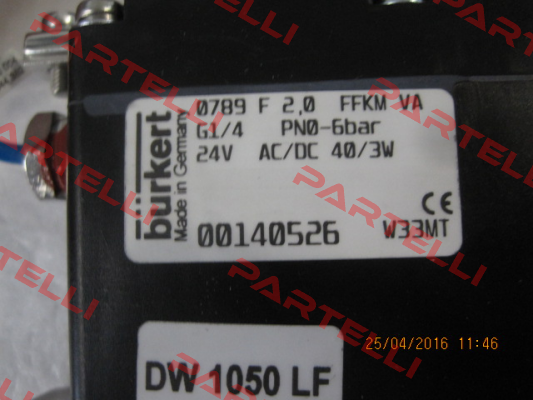 bürkert
Made in Germany
0789 F 2,0 FFKM VA
G1/4 PN0-6bar
24V AC/DC 40/3W
00140526 W33MT
CE
DW 1050 LF
25/04/2016 11:46
PARTELLI
PARTELLI
PARTELLI
PARTELLI